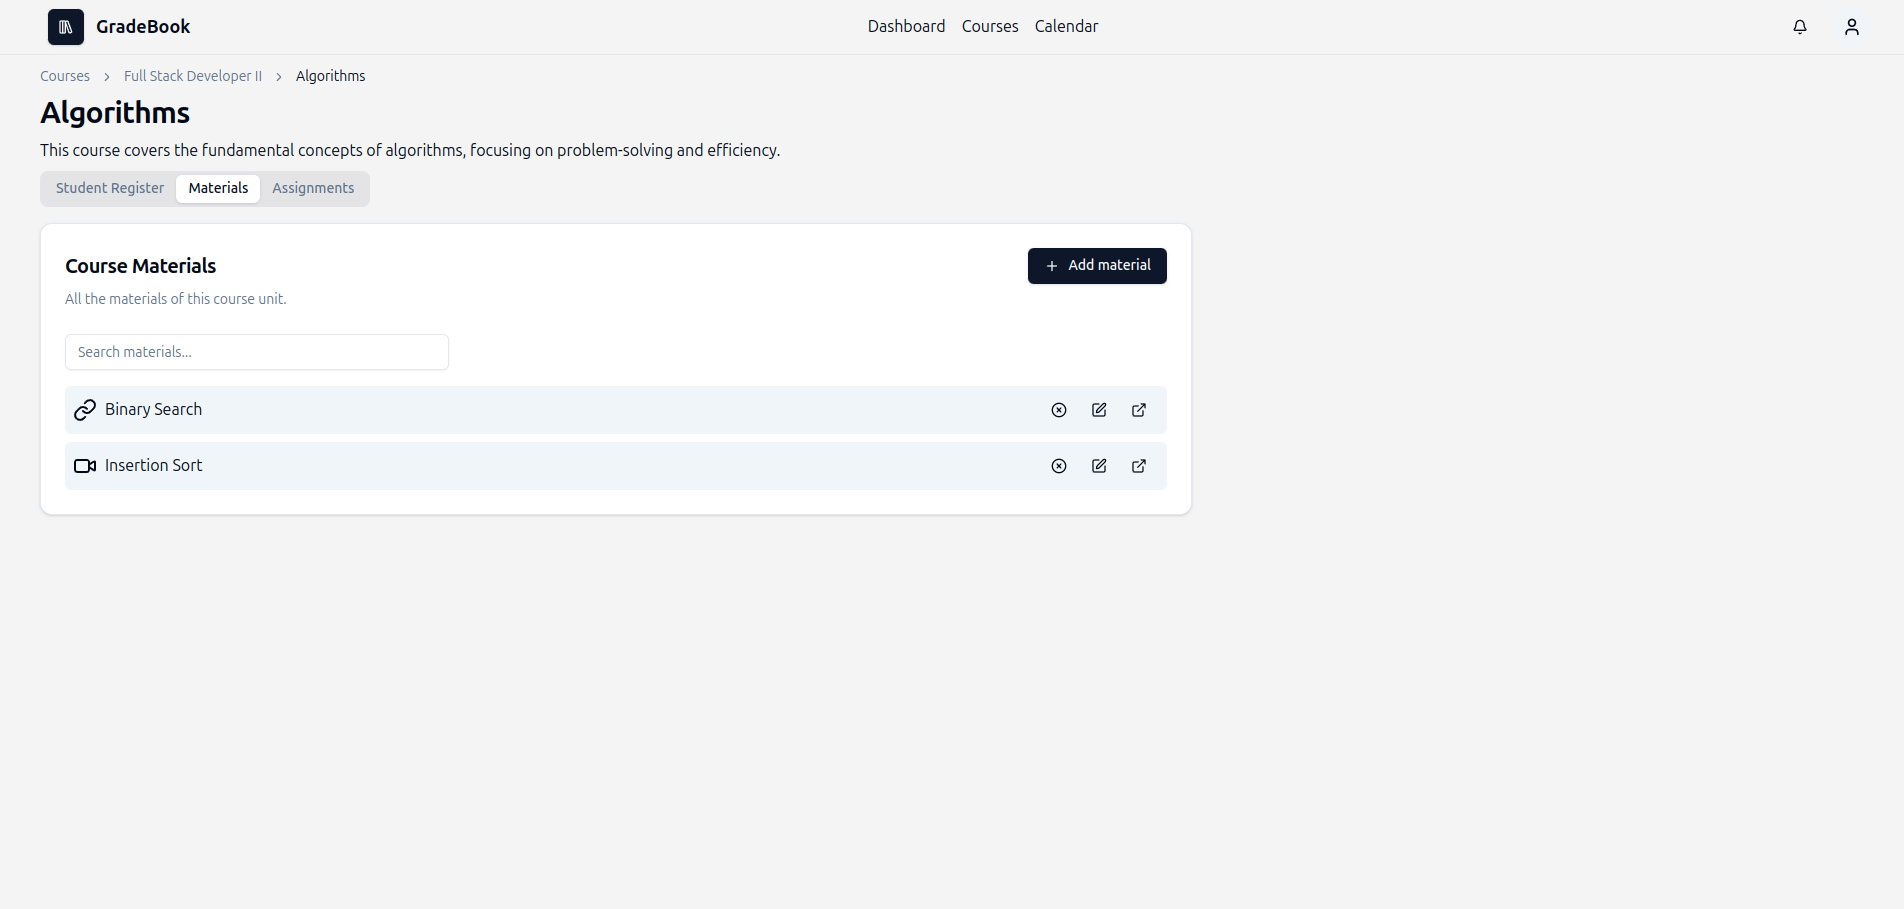 GradeBook
Dashboard Courses Calendar
Courses > Full Stack Developer II > Algorithms
Algorithms
This course covers the fundamental concepts of algorithms, focusing on problem-solving and efficiency.
Student Register Materials Assignments
Course Materials
+ Add material
All the materials of this course unit.
Search materials...
Binary Search
Insertion Sort